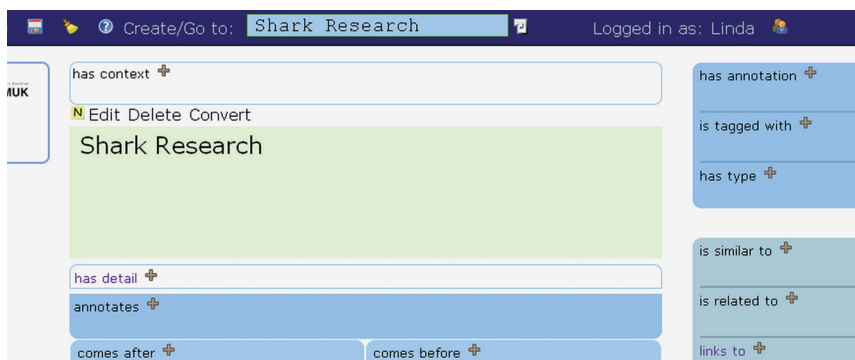 Create/Go to: Shark Research Logged in as: Linda
MUK
has context
N Edit Delete Convert
Shark Research
has detail
annotates
comes after comes before
has annotation
is tagged with
has type
is similar to
is related to
links to